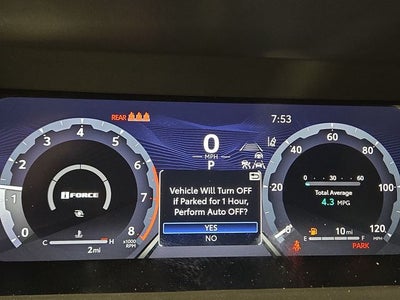 REAR
7:53
0
MPH
P
1
2
3
4
5
6
7
8
x1000
RPM
i FORCE
C H
2mi
Vehicle Will Turn OFF
if Parked for 1 Hour,
Perform Auto OFF?
YES
NO
0
20
40
60
80
100
120
0 30 60
Total Average
4.3 MPG
E F
10 mi
PARK